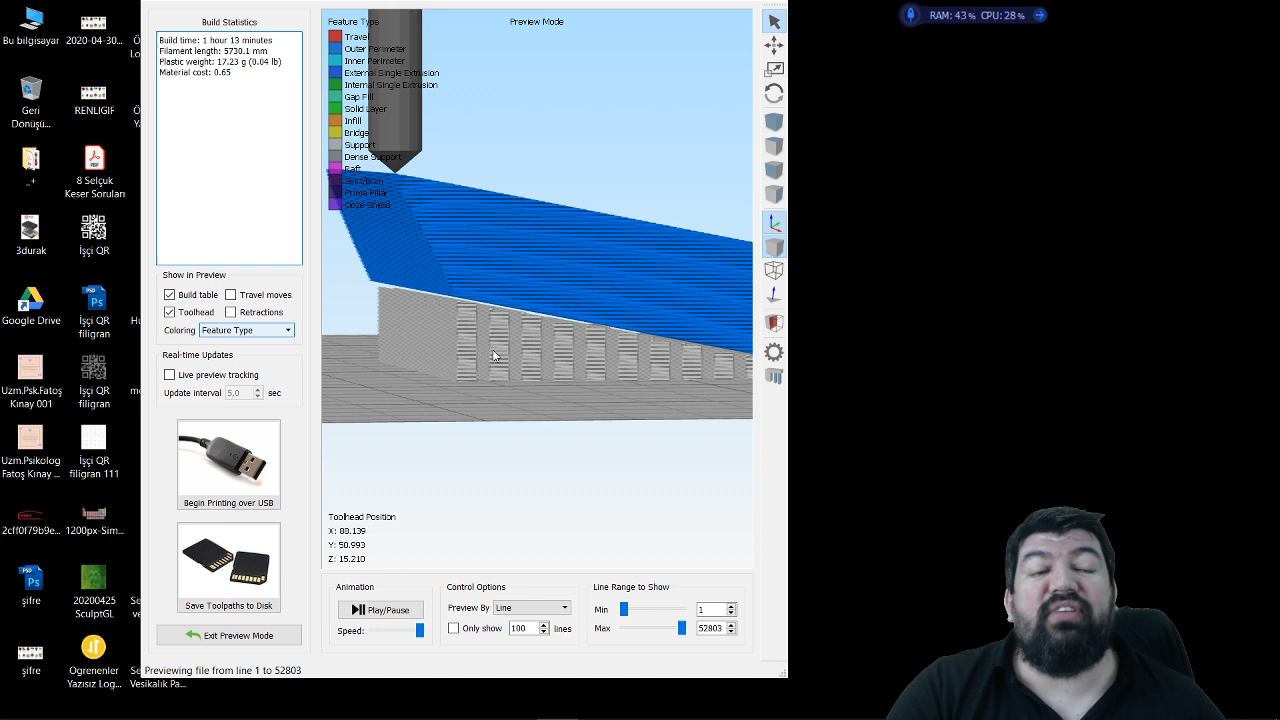 Bu bilgisayar
2020-04-30...
Geri
Dönüşü...
RENLIGIF
8 Selçuk
Keser Soruları
3durak
İşçi QR
Google Drive
İşçi QR
filigran
Uzm.Psk.Fatoş
Kınay 001
İşçi QR
filigran
Uzm.Psikolog
Fatoş Kınay ...
İşçi QR
filigran 111
2cff0f79b9e...
1200px-Sim...
şifre
20200425
SculptGL
şifre
Ogrenenler
Yazısiz Log...
Vesikalık Pa...
Build Statistics
Build time: 1 hour 13 minutes
Filament length: 5730.1 mm
Plastic weight: 17.23 g (0.04 lb)
Material cost: 0.65
Show in Preview
Build table
Travel moves
Toolhead
Retractions
Coloring
Feature Type
Real-time Updates
Live preview tracking
Update interval
5,0
sec
Begin Printing over USB
Save Toolpaths to Disk
Exit Preview Mode
Previewing file from line 1 to 52803
Feature Type
Preview Mode
Travel
Outer Perimeter
Inner Perimeter
External Single Extrusion
Internal Single Extrusion
Gap Fill
Solid Layer
Infill
Bridge
Support
Dense Support
Raft
Skirt/Brim
Prime Pillar
Ooze Shield
Toolhead Position
X: 88.139
Y: 50.993
Z: 15.210
Animation
Play/Pause
Speed:
Control Options
Preview By
Line
Only show
100
lines
Line Range to Show
Min
1
Max
52803
RAM: 43 % CPU: 28 %